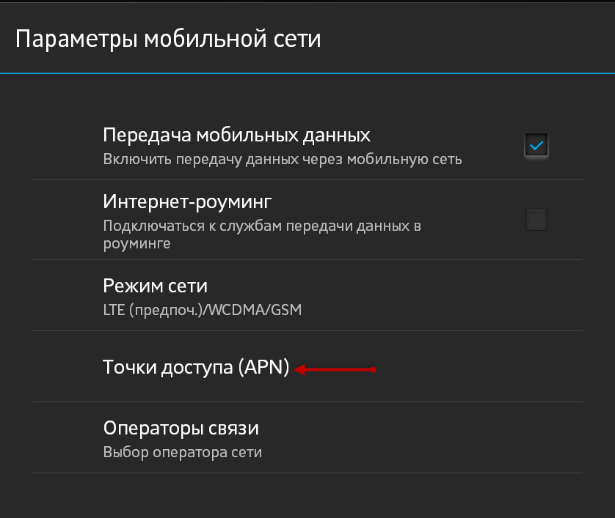 Параметры мобильной сети
Передача мобильных данных
Включить передачу данных через мобильную сеть
Интернет-роуминг
Подключаться к службам передачи данных в
роуминге
Режим сети
LTE (предпоч.)/WCDMA/GSM
Точки доступа (APN)
Операторы связи
Выбор оператора сети